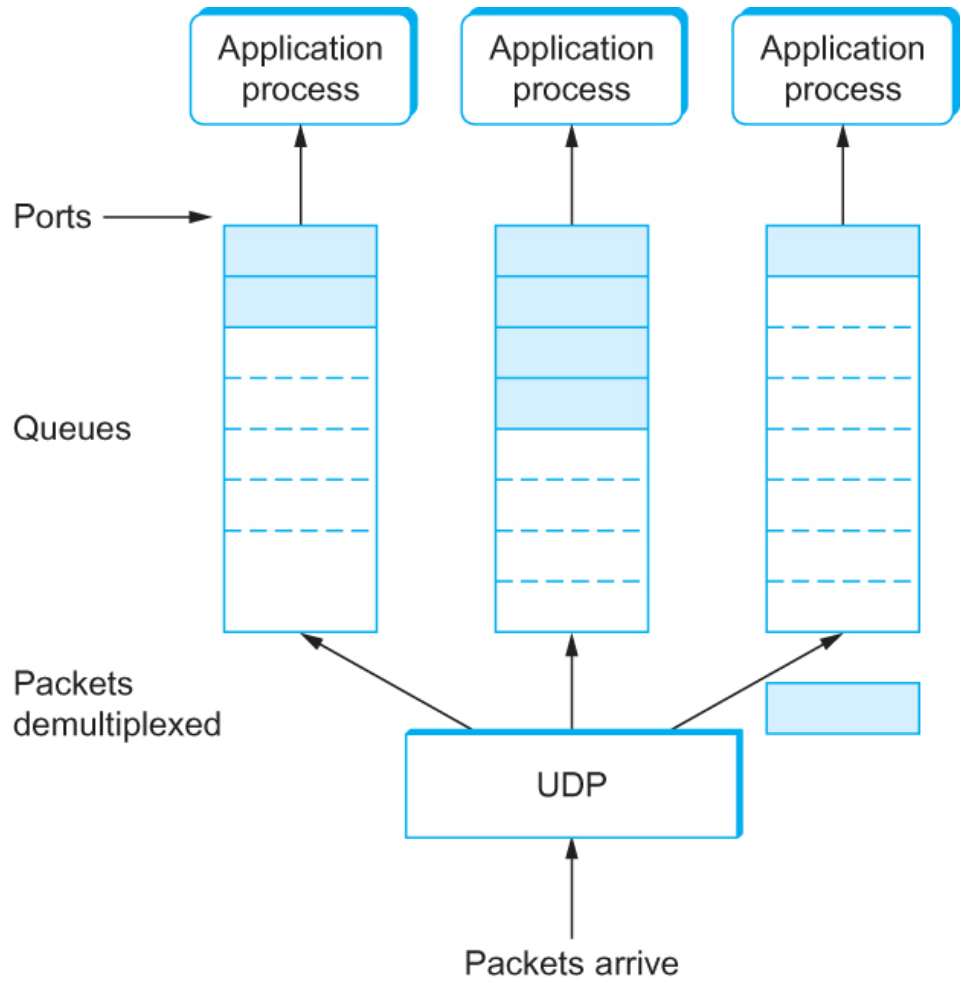 Application
process
Application
process
Application
process
Ports
Queues
Packets
demultiplexed
UDP
Packets arrive